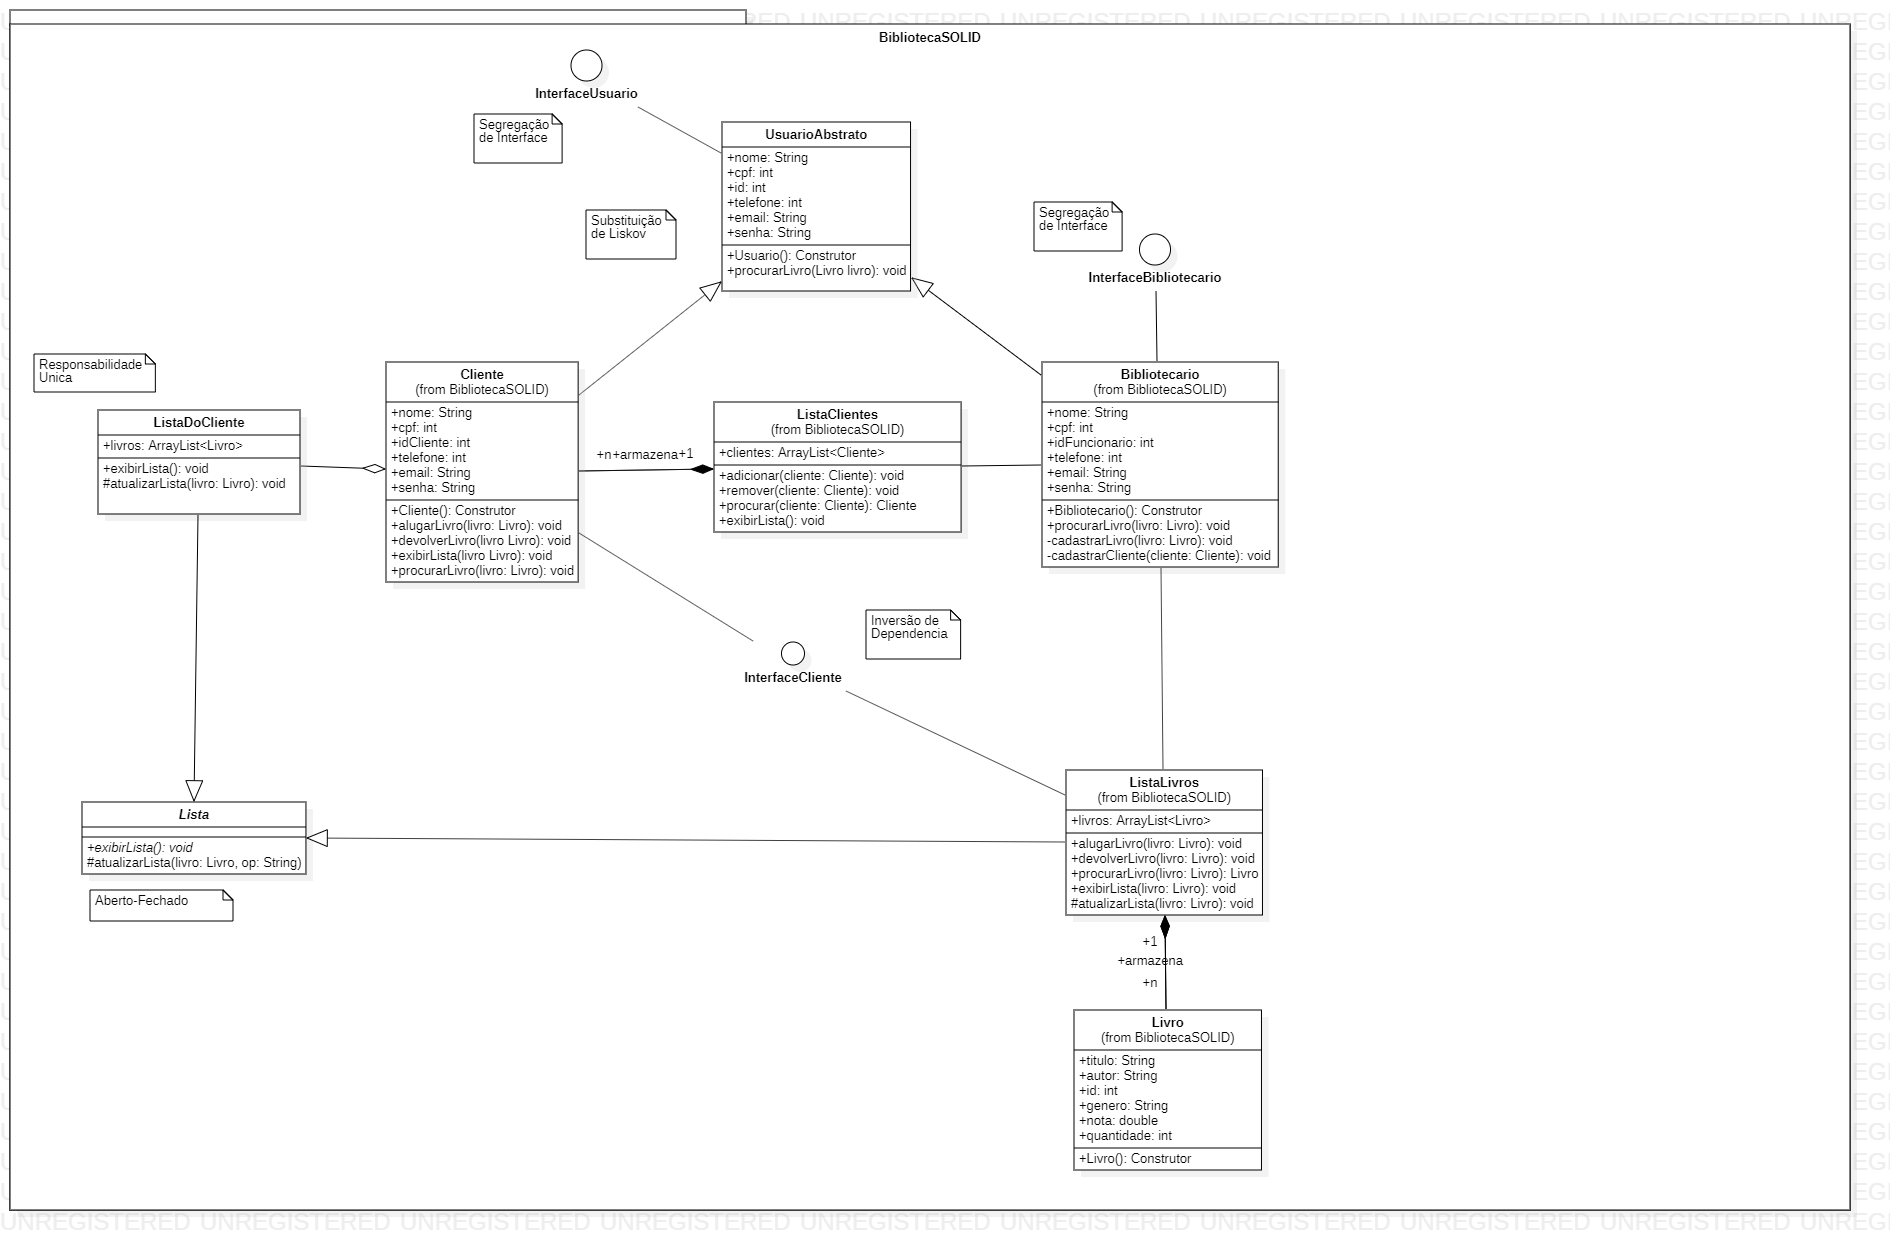 BibliotecaSOLID
InterfaceUsuario
Segregação
de Interface
UsuarioAbstrato
+nome: String
+cpf: int
+id: int
+telefone: int
+email: String
+senha: String
+Usuario(): Construtor
+procurarLivro(Livro livro): void
Substituição
de Liskov
Segregação
de Interface
InterfaceBibliotecario
Responsabilidade
Unica
ListaDoCliente
+livros: ArrayList<Livro>
+exibirLista(): void
#atualizarLista(livro: Livro): void
Cliente
(from BibliotecaSOLID)
+nome: String
+cpf: int
+idCliente: int
+telefone: int
+email: String
+senha: String
+Cliente(): Construtor
+alugarLivro(livro: Livro): void
+devolverLivro(livro Livro): void
+exibirLista(livro Livro): void
+procurarLivro(livro: Livro): void
+n+armazena+1
ListaClientes
(from BibliotecaSOLID)
+clientes: ArrayList<Cliente>
+adicionar(cliente: Cliente): void
+remover(cliente: Cliente): void
+procurar(cliente: Cliente): Cliente
+exibirLista(): void
Bibliotecario
(from BibliotecaSOLID)
+nome: String
+cpf: int
+idFuncionario: int
+telefone: int
+email: String
+senha: String
+Bibliotecario(): Construtor
+procurarLivro(livro: Livro): void
-cadastrarLivro(livro: Livro): void
-cadastrarCliente(cliente: Cliente): void
Inversão de
Dependencia
InterfaceCliente
Lista
+exibirLista(): void
#atualizarLista(livro: Livro, op: String)
Aberto-Fechado
ListaLivros
(from BibliotecaSOLID)
+livros: ArrayList<Livro>
+alugarLivro(livro: Livro): void
+devolverLivro(livro: Livro): void
+procurarLivro(livro: Livro): Livro
+exibirLista(livro: Livro): void
#atualizarLista(livro: Livro): void
+1
+armazena
+n
Livro
(from BibliotecaSOLID)
+titulo: String
+autor: String
+id: int
+genero: String
+nota: double
+quantidade: int
+Livro(): Construtor
UNREGISTERED UNREGISTERED UNREGISTERED UNREGISTERED UNREGISTERED UNREGISTERED UNREGISTERED UNREGISTERED UNREGISTERED